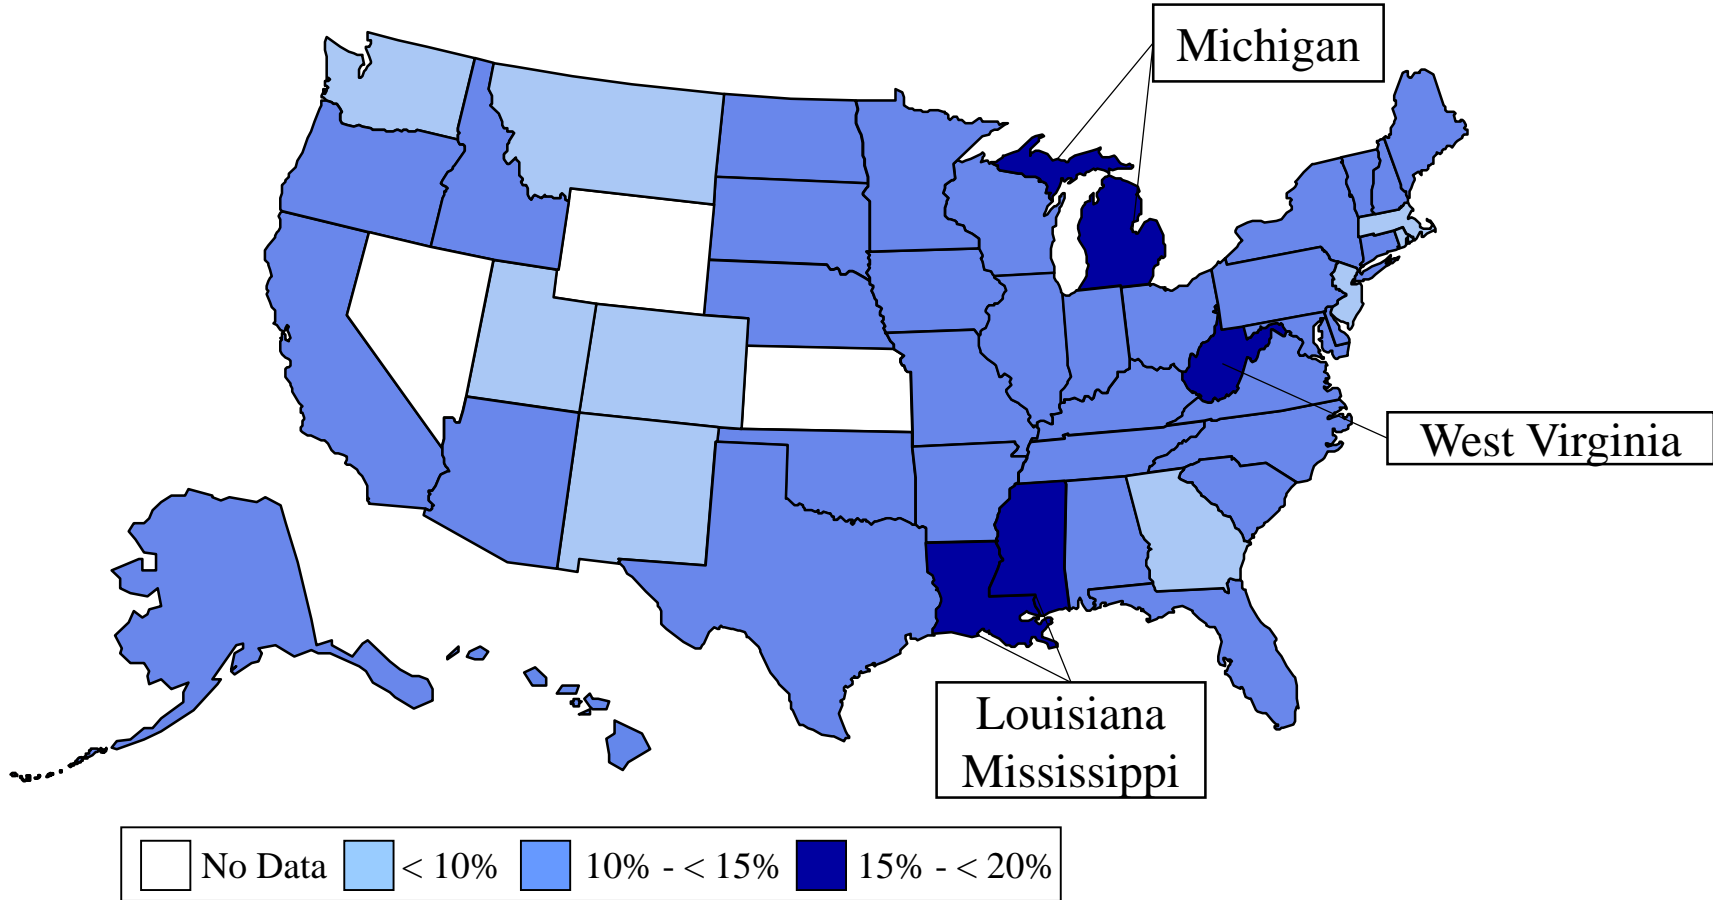 Michigan
West Virginia
Louisiana
Mississippi
No Data
< 10%
10% - < 15%
15% - < 20%